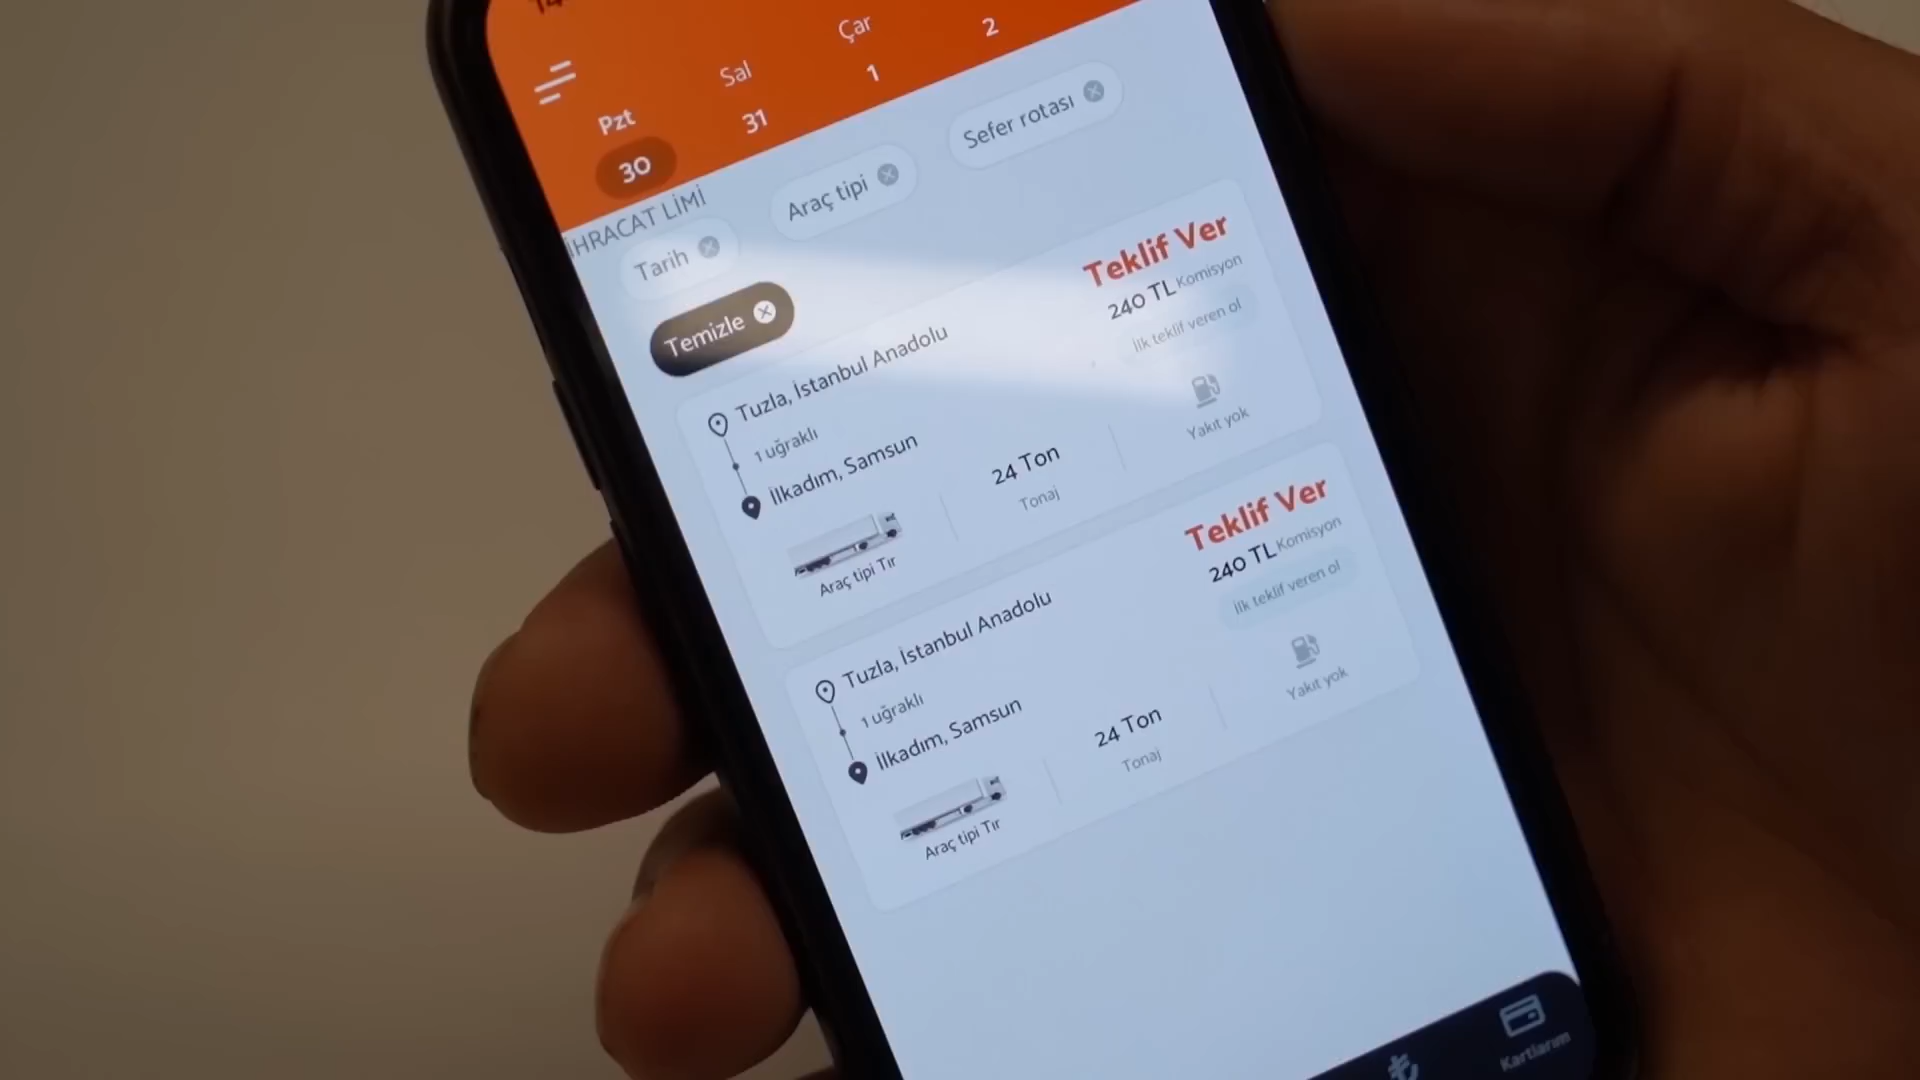 Pzt Sal Çar
30 31 1 2
İHRACAT LİMİ
Tarih Araç tipi Sefer rotası
Temizle
Teklif Ver
240 TL Komisyon
İlk teklif veren ol
Tuzla, İstanbul Anadolu
1 uğraklı
İlkadım, Samsun
Araç tipi Tır
24 Ton
Tonaj
Yakıt yok
Teklif Ver
240 TL Komisyon
İlk teklif veren ol
Tuzla, İstanbul Anadolu
1 uğraklı
İlkadım, Samsun
Araç tipi Tır
24 Ton
Tonaj
Yakıt yok
₺
Kartlarım